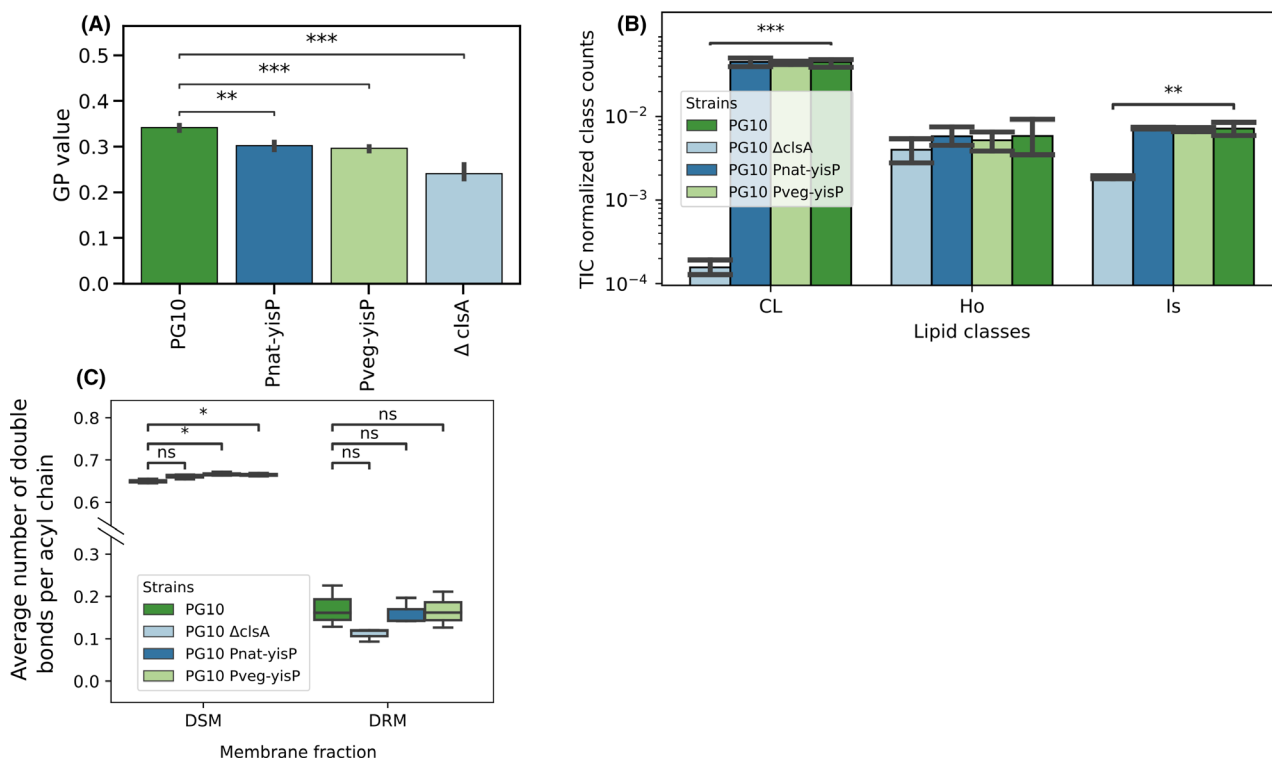 (A)
GP value
0.5
0.4
0.3
0.2
0.1
0.0
***
***
**
PG10
Pnat-yisP
Pveg-yisP
Δ clsA
(B)
TIC normalized class counts
10⁻²
10⁻³
10⁻⁴
***
**
Strains
PG10
PG10 ΔclsA
PG10 Pnat-yisP
PG10 Pveg-yisP
CL
Ho
Is
Lipid classes
(C)
Average number of double
bonds per acyl chain
0.8
0.7
0.6
0.3
0.2
0.1
0.0
*
*
ns
ns
ns
ns
Strains
PG10
PG10 ΔclsA
PG10 Pnat-yisP
PG10 Pveg-yisP
DSM
DRM
Membrane fraction